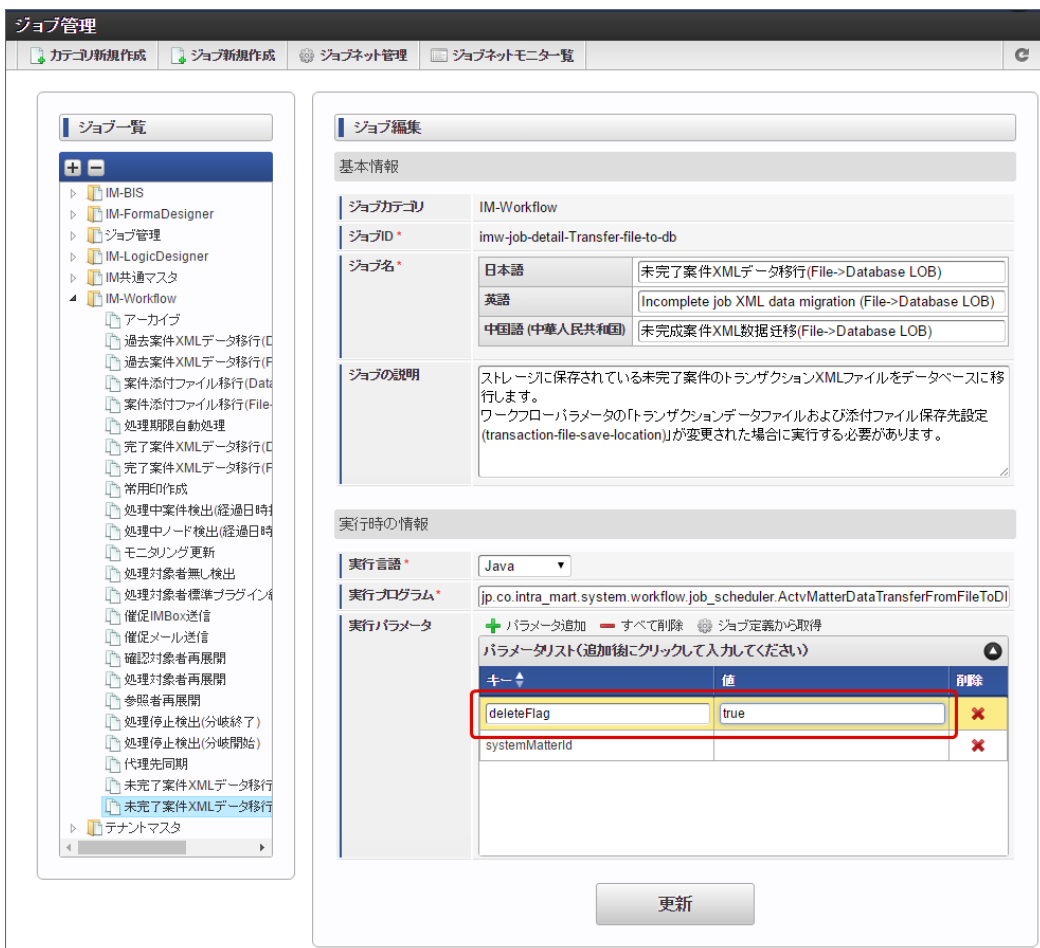 ジョブ管理
カテゴリ新規作成
ジョブ新規作成
ジョブネット管理
ジョブネットモニタ一覧
ジョブ一覧
IM-BIS
IM-FormaDesigner
ジョブ管理
IM-LogicDesigner
IM共通マスタ
IM-Workflow
アーカイブ
過去案件XMLデータ移行(D
過去案件XMLデータ移行(F
案件添付ファイル移行(Data
案件添付ファイル移行(File-
処理期限自動処理
完了案件XMLデータ移行(D
完了案件XMLデータ移行(F
常用印作成
処理中案件検出(経過日時
処理中ノード検出(経過日時
モニタリング更新
処理対象者無し検出
処理対象者標準プラグイン
催促IMBox送信
催促メール送信
確認対象者再展開
処理対象者再展開
参照者再展開
処理停止検出(分岐終了)
処理停止検出(分岐開始)
代理先同期
未完了案件XMLデータ移行
未完了案件XMLデータ移行
テナントマスタ
ジョブ編集
基本情報
ジョブカテゴリ IM-Workflow
ジョブID * imw-job-detail-Transfer-file-to-db
ジョブ名 *
日本語 未完了案件XMLデータ移行(File->Database LOB)
英語 Incomplete job XML data migration (File->Database LOB)
中国語 (中華人民共和国) 未完成案件XML数据迁移(File->Database LOB)
ジョブの説明
ストレージに保存されている未完了案件のトランザクションXMLファイルをデータベースに移
行します。
ワークフローパラメータの「トランザクションデータファイルおよび添付ファイル保存先設定
(transaction-file-save-location)」が変更された場合に実行する必要があります。
実行時の情報
実行言語 * Java
実行プログラム * jp.co.intra_mart.system.workflow.job_scheduler.ActvMatterDataTransferFromFileToDI
実行パラメータ
パラメータ追加 すべて削除 ジョブ定義から取得
パラメータリスト(追加後にクリックして入力してください)
キー 値 削除
deleteFlag true
systemMatterId
更新